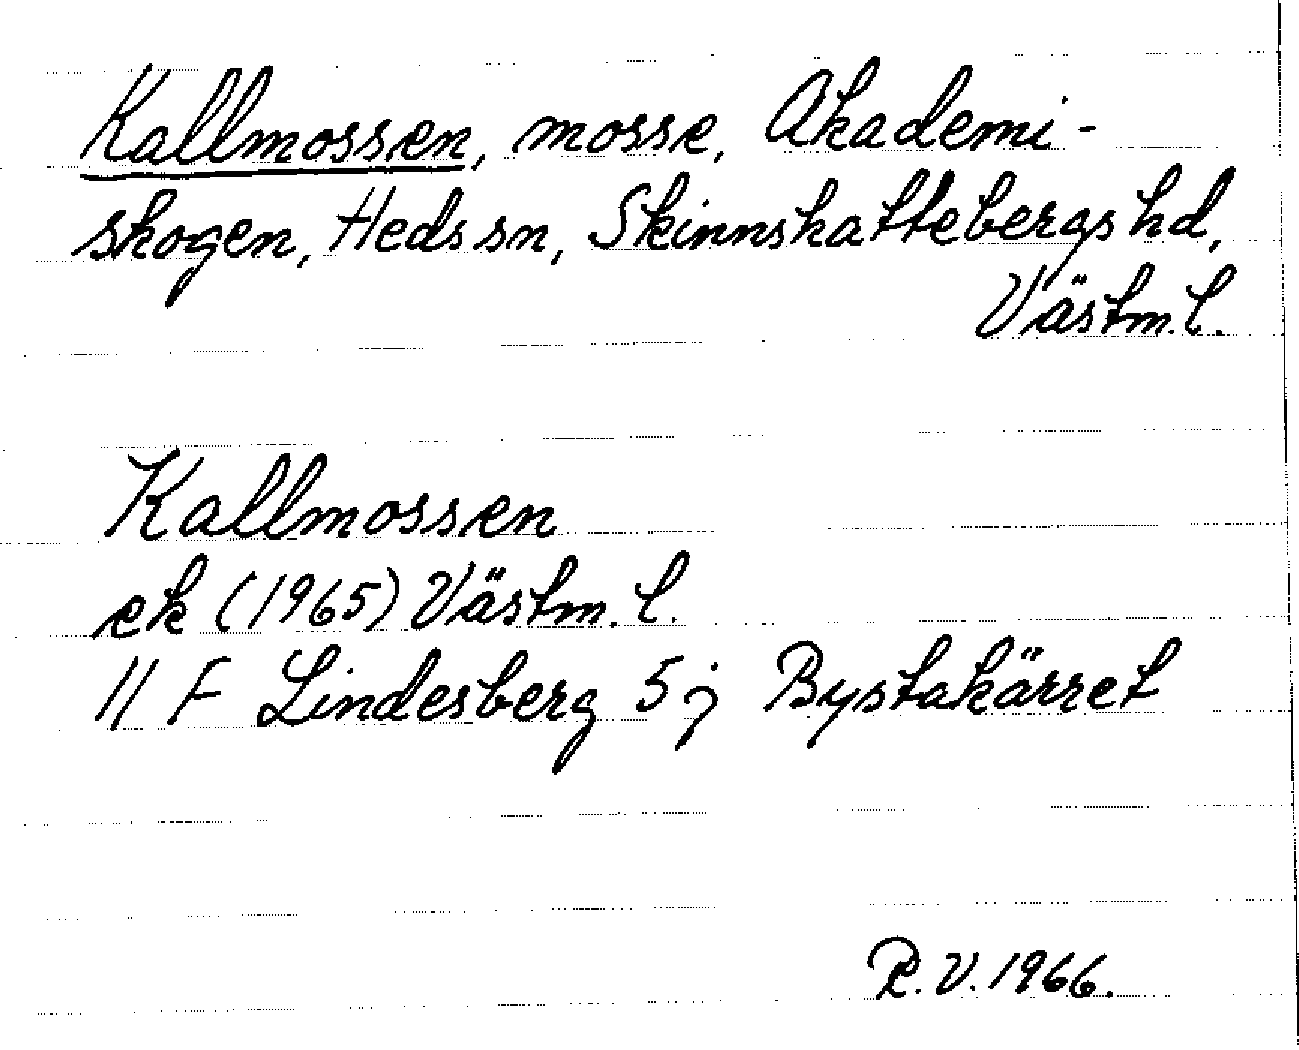 Kallmossen, mosse, Akademi-
skogen, Heds sn, Skinnskattebergs hd,
Västm. l.
Kallmossen
ek (1965) Västm. l.
11 F Lindesberg 5 j Bystakärret
R. V. 1966.